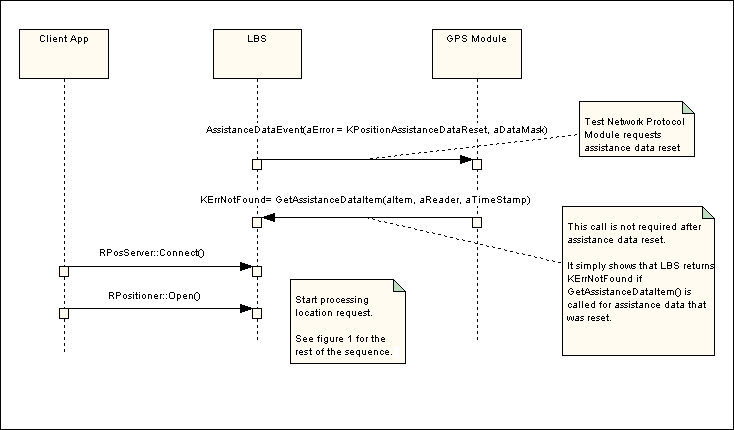 Client App
LBS
GPS Module
AssistanceDataEvent(aError = KPositionAssistanceDataReset, aDataMask)
Test Network Protocol
Module requests
assistance data reset
KErrNotFound= GetAssistanceDataItem(aItem, aReader, aTimeStamp)
This call is not required after
assistance data reset.
It simply shows that LBS returns
KErrNotFound if
GetAssistanceDataItem() is
called for assistance data that
was reset.
RPosServer::Connect()
RPositioner::Open()
Start processing
location request.
See figure 1 for the
rest of the sequence.